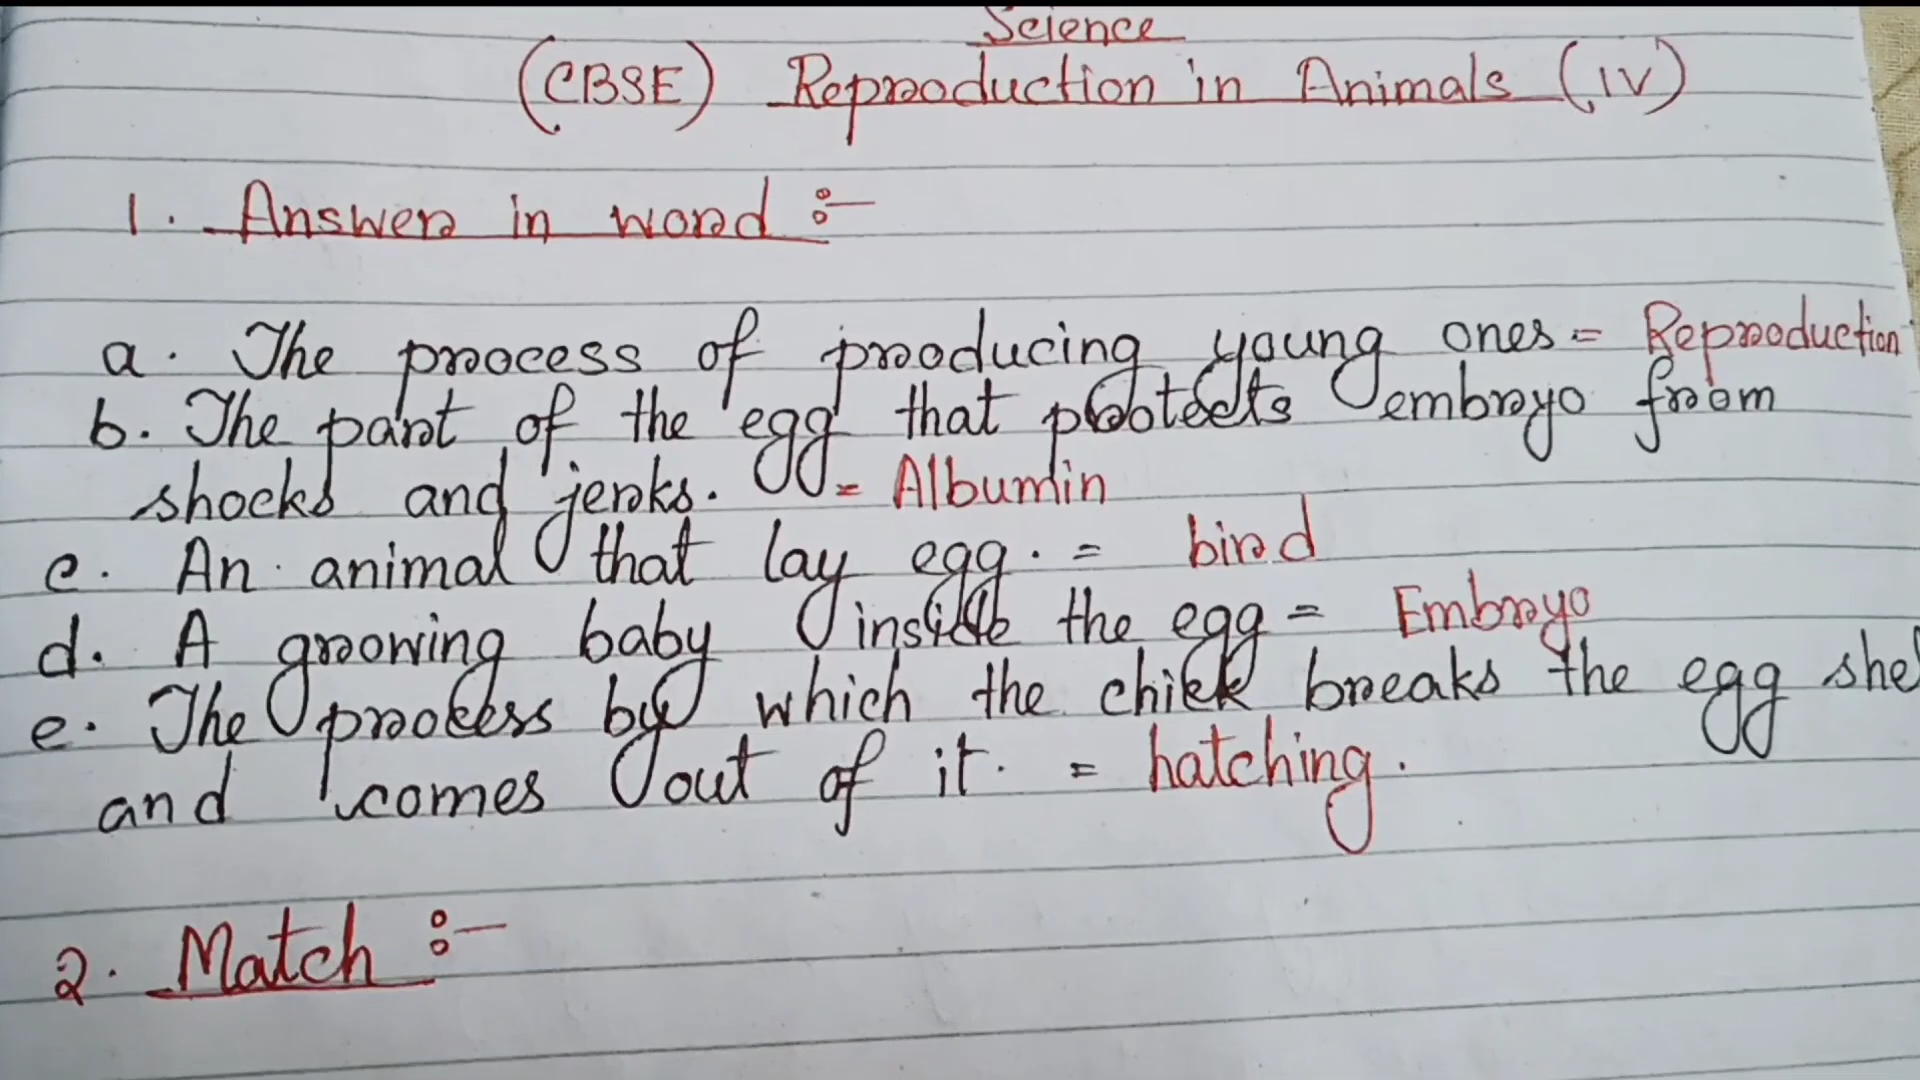 Science
(CBSE) Reproduction in Animals (iv)
1. Answer in word :-
a. The process of producing young ones = Reproduction
b. The part of the egg that protects embryo from
shocks and jerks. = Albumin
c. An animal that lay egg. = bird
d. A growing baby inside the egg = Embryo
e. The process by which the chick breaks the egg shel
and comes out of it. = hatching.
2. Match :-